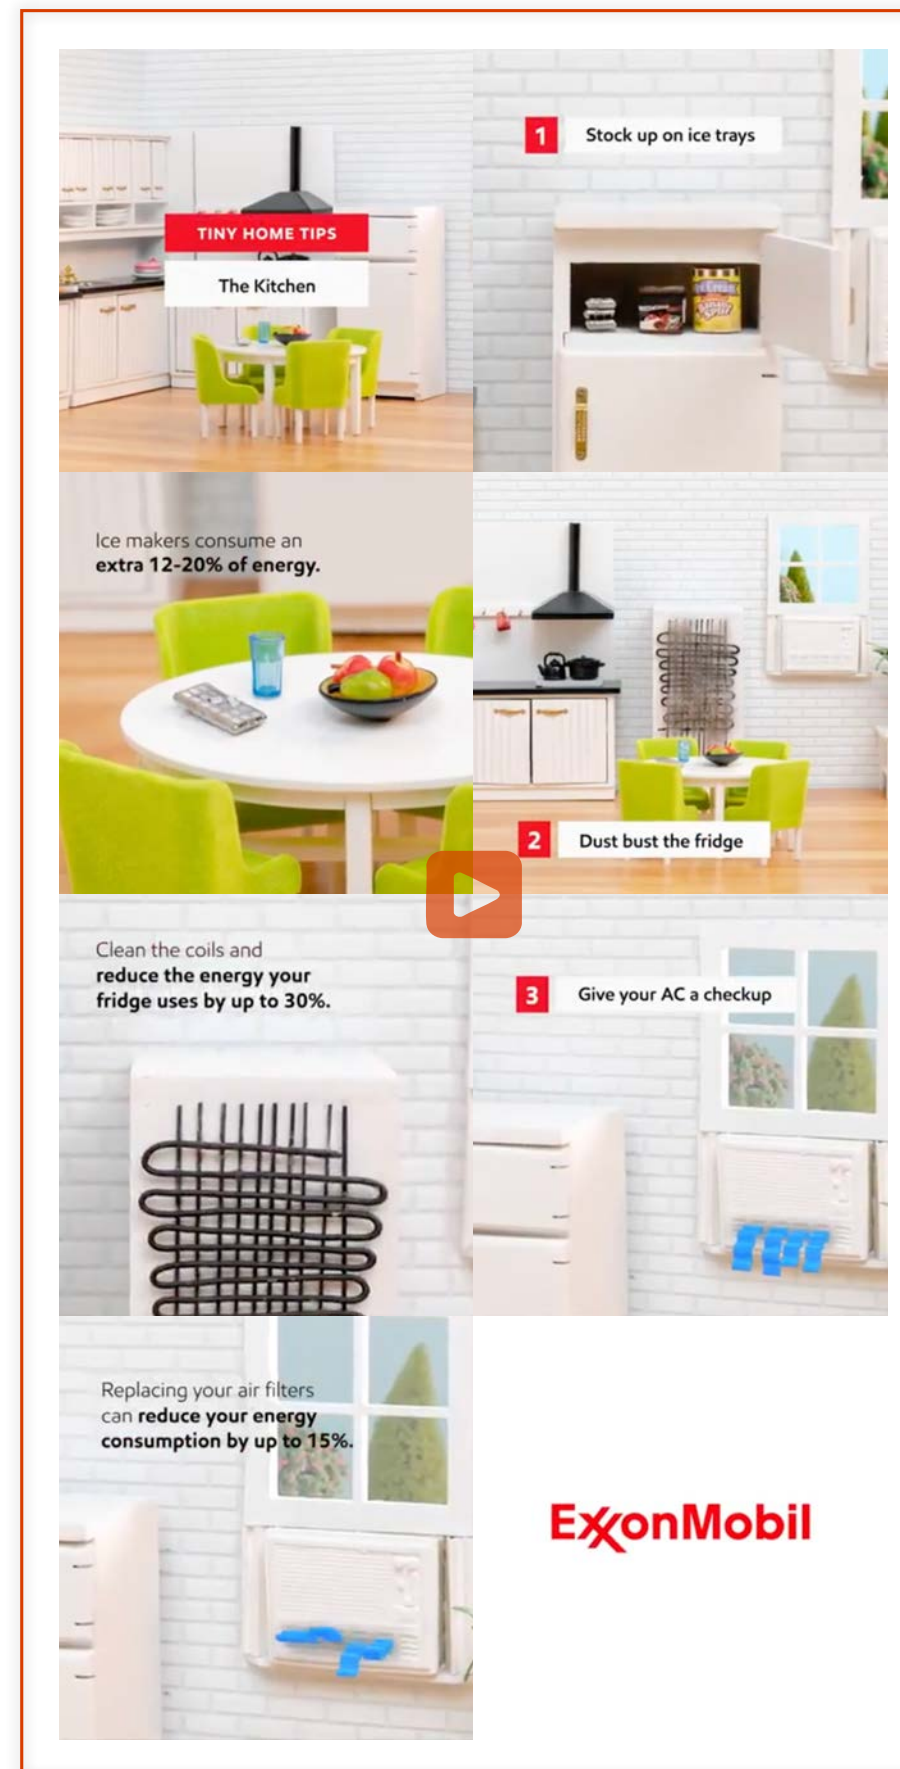 TINY HOME TIPS
The Kitchen
1 Stock up on ice trays
Ice makers consume an
extra 12-20% of energy.
2 Dust bust the fridge
Clean the coils and
reduce the energy your
fridge uses by up to 30%.
3 Give your AC a checkup
Replacing your air filters
can reduce your energy
consumption by up to 15%.
ExxonMobil